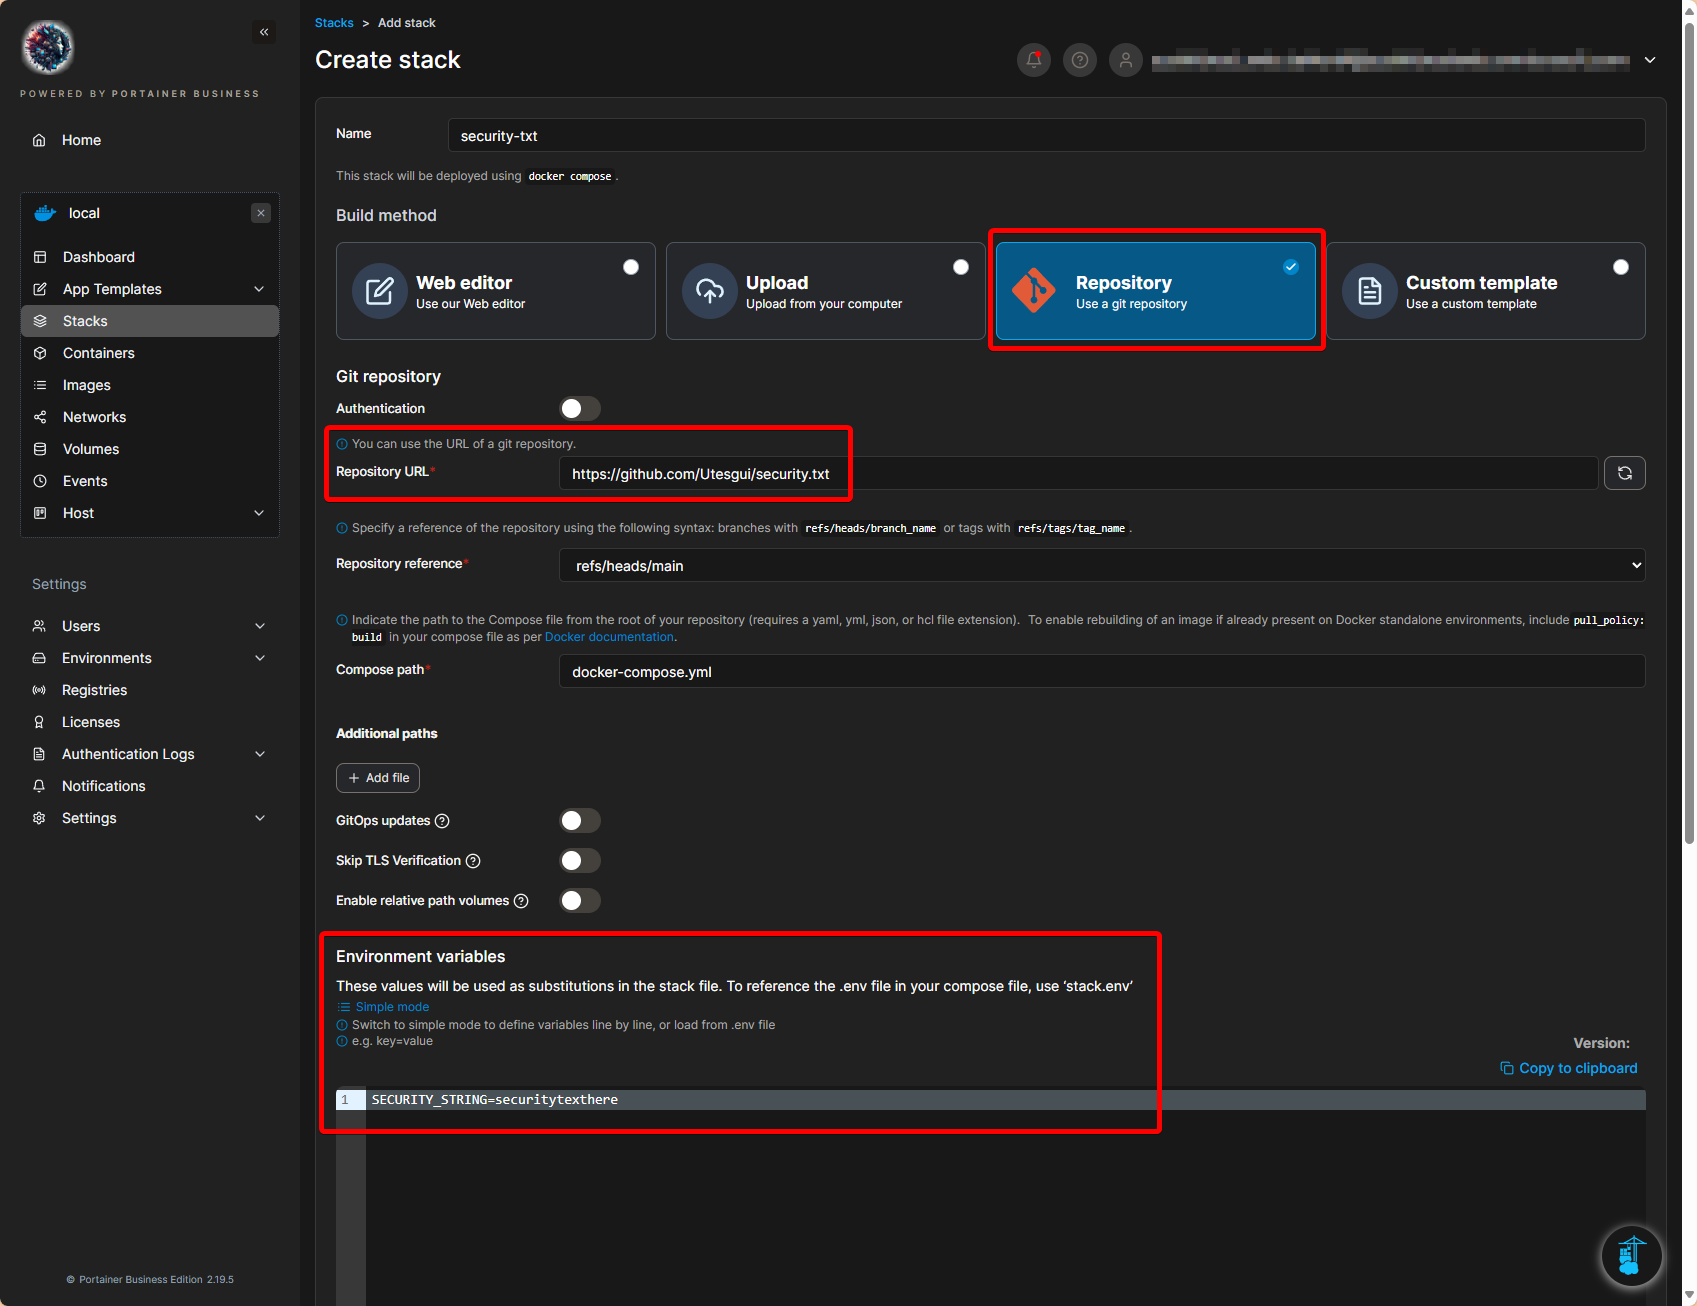 POWERED BY PORTAINER BUSINESS
Home
local
Dashboard
App Templates
Stacks
Containers
Images
Networks
Volumes
Events
Host
Settings
Users
Environments
Registries
Licenses
Authentication Logs
Notifications
Settings
© Portainer Business Edition 2.19.5
Stacks > Add stack
Create stack
Name security-txt
This stack will be deployed using docker compose .
Build method
Web editor
Use our Web editor
Upload
Upload from your computer
Repository
Use a git repository
Custom template
Use a custom template
Git repository
Authentication
You can use the URL of a git repository.
Repository URL* https://github.com/Utesgui/security.txt
Specify a reference of the repository using the following syntax: branches with refs/heads/branch_name or tags with refs/tags/tag_name .
Repository reference* refs/heads/main
Indicate the path to the Compose file from the root of your repository (requires a yaml, yml, json, or hcl file extension). To enable rebuilding of an image if already present on Docker standalone environments, include pull_policy:
build in your compose file as per Docker documentation.
Compose path* docker-compose.yml
Additional paths
+ Add file
GitOps updates
Skip TLS Verification
Enable relative path volumes
Environment variables
These values will be used as substitutions in the stack file. To reference the .env file in your compose file, use ‘stack.env’
Simple mode
Switch to simple mode to define variables line by line, or load from .env file
e.g. key=value
Version:
Copy to clipboard
1 SECURITY_STRING=securitytexthere